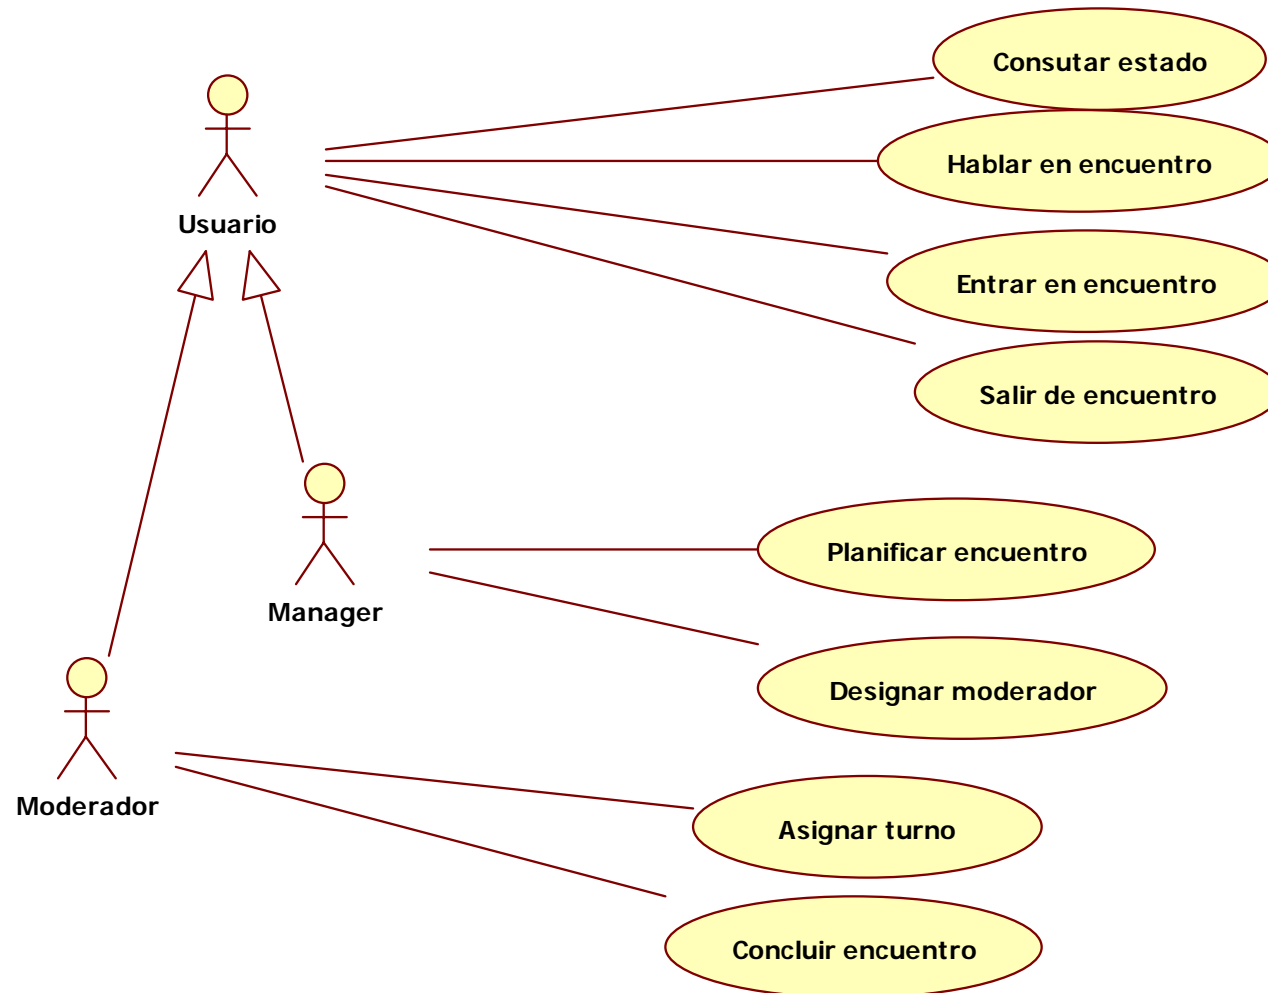 Consutar estado
Hablar en encuentro
Usuario
Entrar en encuentro
Salir de encuentro
Planificar encuentro
Manager
Designar moderador
Moderador
Asignar turno
Concluir encuentro